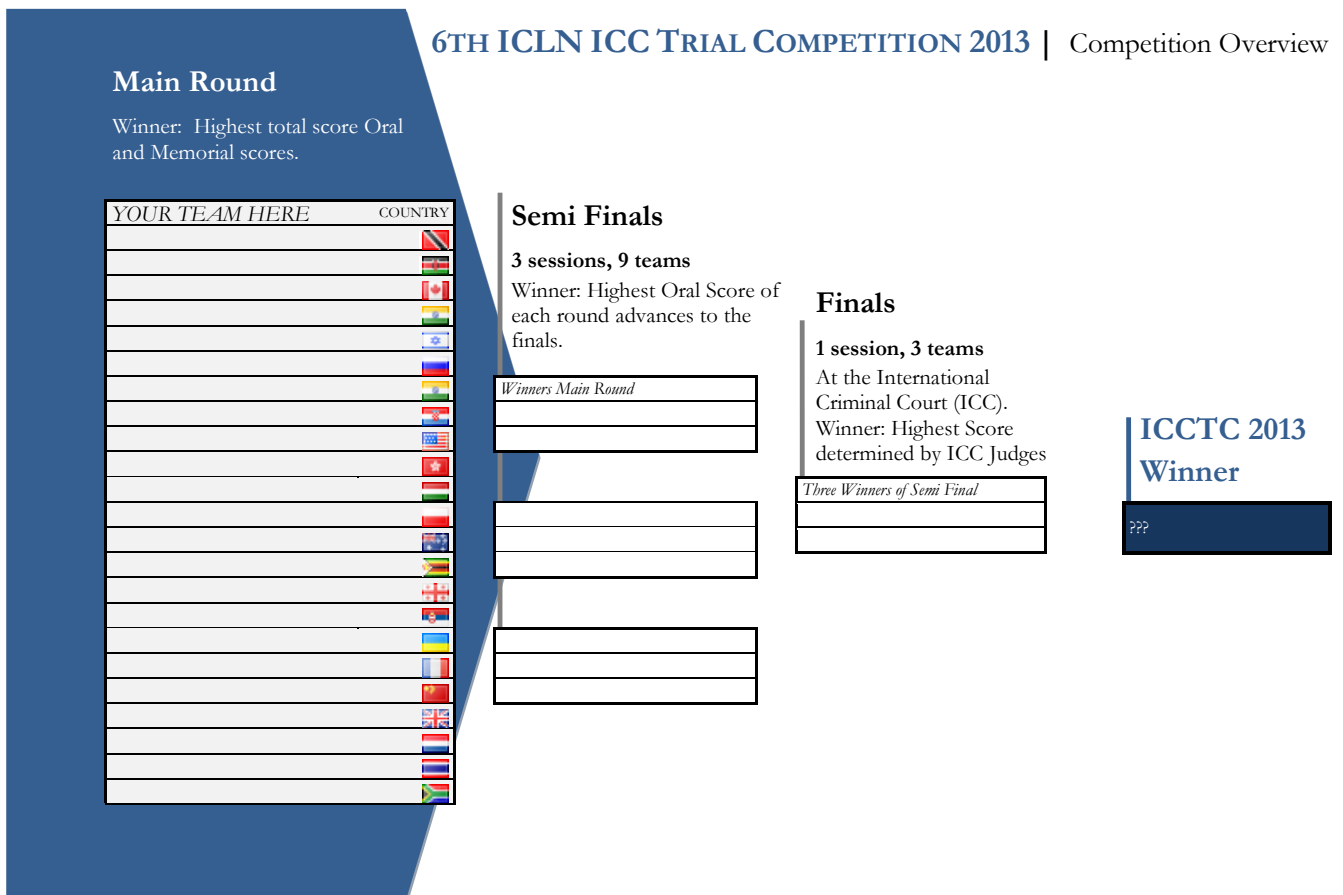 6TH ICLN ICC TRIAL COMPETITION 2013 | Competition Overview
Main Round
Winner: Highest total score Oral
and Memorial scores.
YOUR TEAM HERE COUNTRY
Semi Finals
3 sessions, 9 teams
Winner: Highest Oral Score of
each round advances to the
finals.
Winners Main Round
Finals
1 session, 3 teams
At the International
Criminal Court (ICC).
Winner: Highest Score
determined by ICC Judges
Three Winners of Semi Final
ICCTC 2013
Winner
???